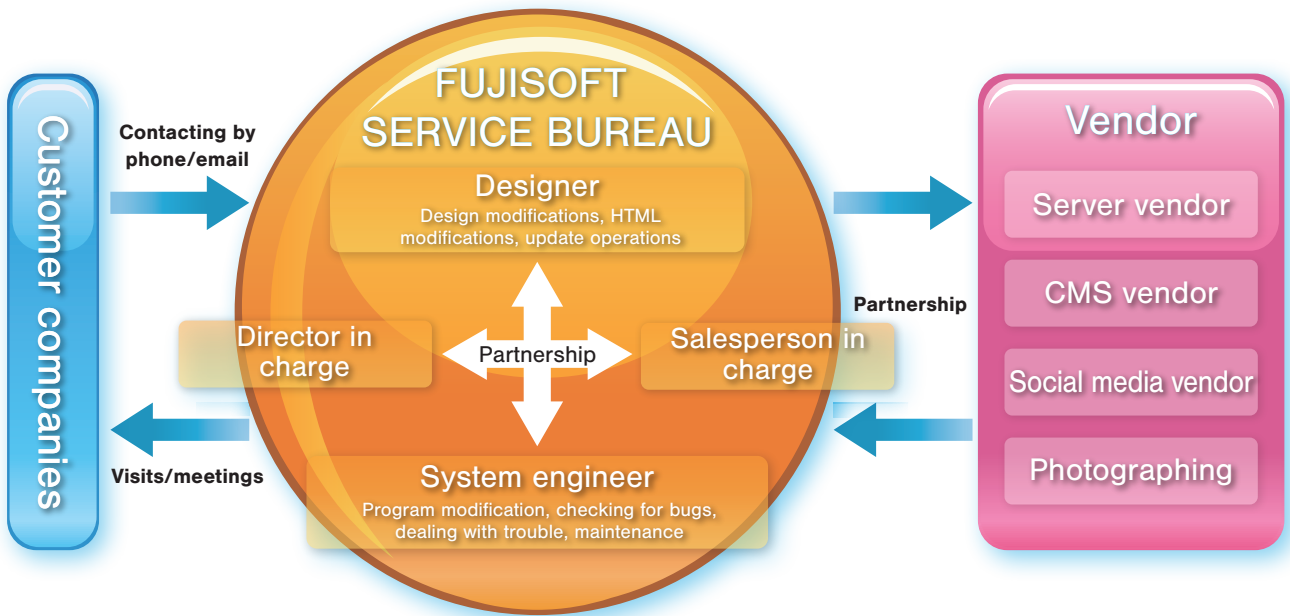 Customer companies
Contacting by
phone/email
Visits/meetings
FUJISOFT
SERVICE BUREAU
Designer
Design modifications, HTML
modifications, update operations
Director in
charge
Partnership
Salesperson in
charge
System engineer
Program modification, checking for bugs,
dealing with trouble, maintenance
Partnership
Vendor
Server vendor
CMS vendor
Social media vendor
Photographing